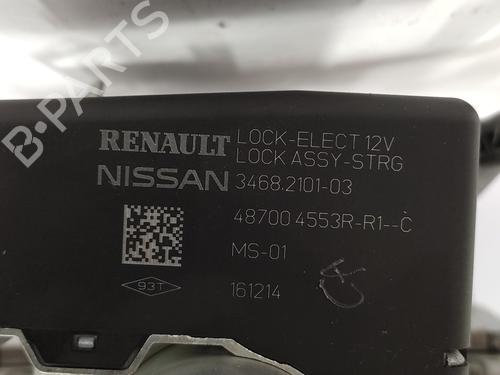 B-PARTS
RENAULT LOCK-ELECT 12V
LOCK ASSY-STRG
NISSAN 3468.2101-03
48700 4553R-R1--C
MS-01
93T 161214